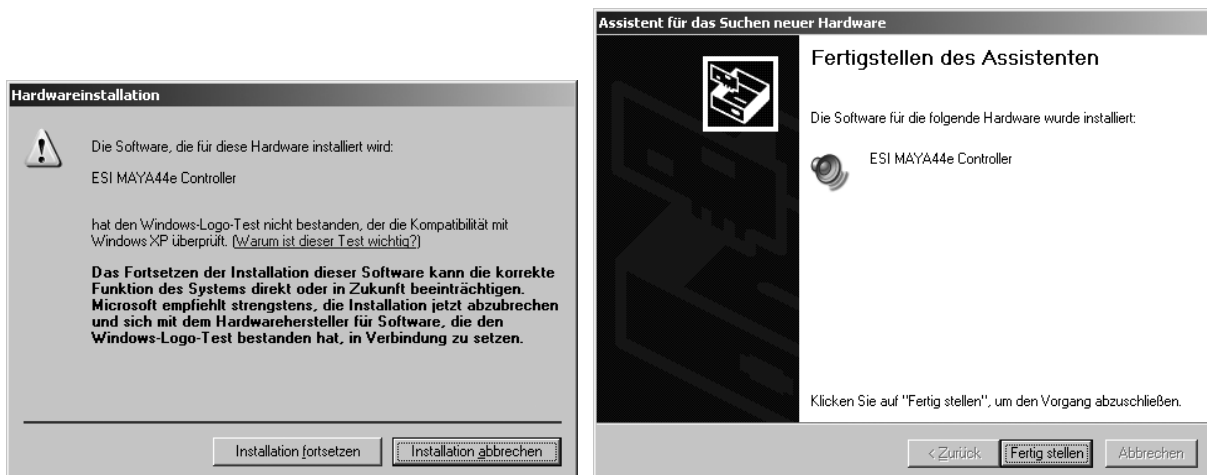 Hardwareinstallation
Die Software, die für diese Hardware installiert wird:
ESI MAYA44e Controller
hat den Windows-Logo-Test nicht bestanden, der die Kompatibilität mit
Windows XP überprüft. (Warum ist dieser Test wichtig?)
Das Fortsetzen der Installation dieser Software kann die korrekte
Funktion des Systems direkt oder in Zukunft beeinträchtigen.
Microsoft empfiehlt strengstens, die Installation jetzt abzubrechen
und sich mit dem Hardwarehersteller für Software, die den
Windows-Logo-Test bestanden hat, in Verbindung zu setzen.
Installation fortsetzen
Installation abbrechen
Assistent für das Suchen neuer Hardware
Fertigstellen des Assistenten
Die Software für die folgende Hardware wurde installiert:
ESI MAYA44e Controller
Klicken Sie auf "Fertig stellen", um den Vorgang abzuschließen.
< Zurück
Fertig stellen
Abbrechen